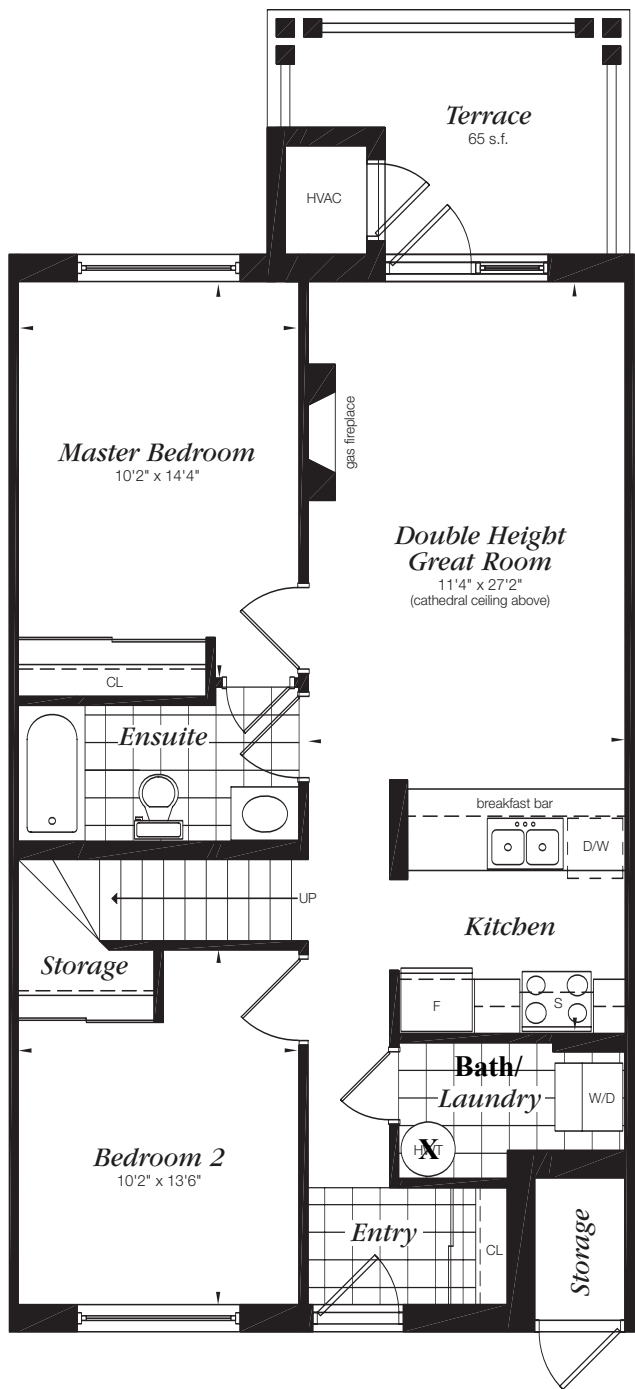 Terrace
65 s.f.
HVAC
gas fireplace
Master Bedroom
10'2" x 14'4"
Double Height
Great Room
11'4" x 27'2"
(cathedral ceiling above)
CL
Ensuite
breakfast bar
D/W
UP
Kitchen
Storage
F
S
Bath/
Laundry
W/D
X
Bedroom 2
10'2" x 13'6"
Entry
CL
Storage